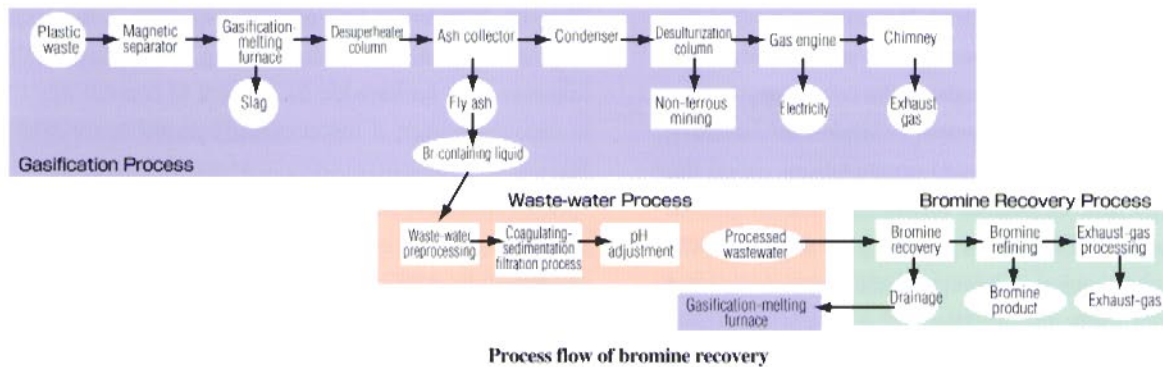 Plastic
waste
Magnetic
separator
Gasification-
melting
furnace
Desuperheater
column
Ash collector
Condenser
Desulturization
column
Gas engine
Chimney
Slag
Fly ash
Non-ferrous
mining
Electricity
Exhaust
gas
Br-containing liquid
Gasification Process
Waste-water Process
Waste-water
preprocessing
Coagulating-
sedimentation
filtration process
pH
adjustment
Processed
wastewater
Bromine Recovery Process
Bromine
recovery
Bromine
refining
Exhaust-gas
processing
Drainage
Bromine
product
Exhaust-gas
Gasification-melting
furnace
Process flow of bromine recovery